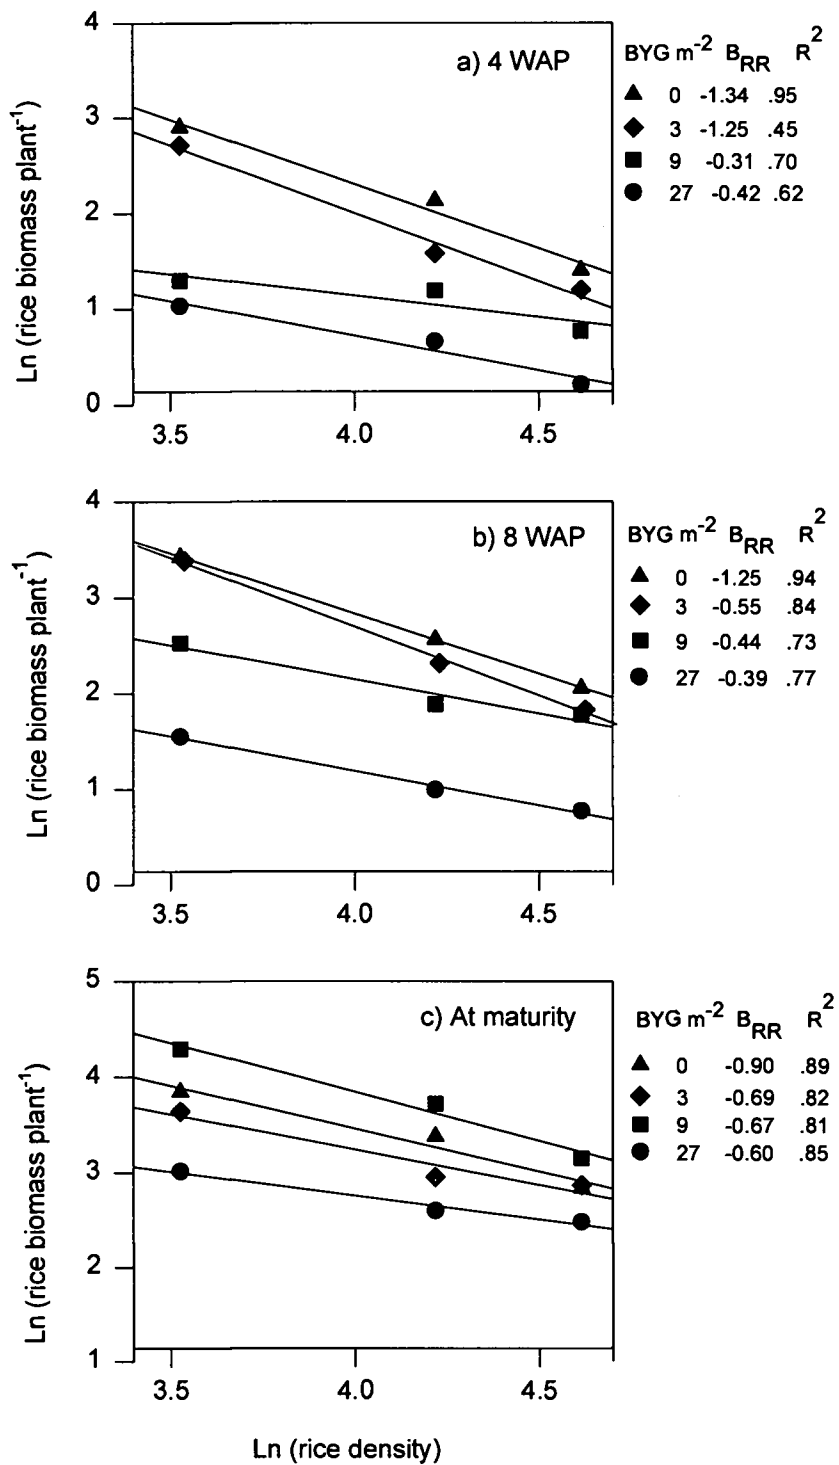 a) 4 WAP
BYG m-2 BRR R2
0 -1.34 .95
3 -1.25 .45
9 -0.31 .70
27 -0.42 .62
Ln (rice biomass plant-1)
4
3
2
1
0
3.5 4.0 4.5
b) 8 WAP
BYG m-2 BRR R2
0 -1.25 .94
3 -0.55 .84
9 -0.44 .73
27 -0.39 .77
Ln (rice biomass plant-1)
4
3
2
1
0
3.5 4.0 4.5
c) At maturity
BYG m-2 BRR R2
0 -0.90 .89
3 -0.69 .82
9 -0.67 .81
27 -0.60 .85
Ln (rice biomass plant-1)
5
4
3
2
1
3.5 4.0 4.5
Ln (rice density)